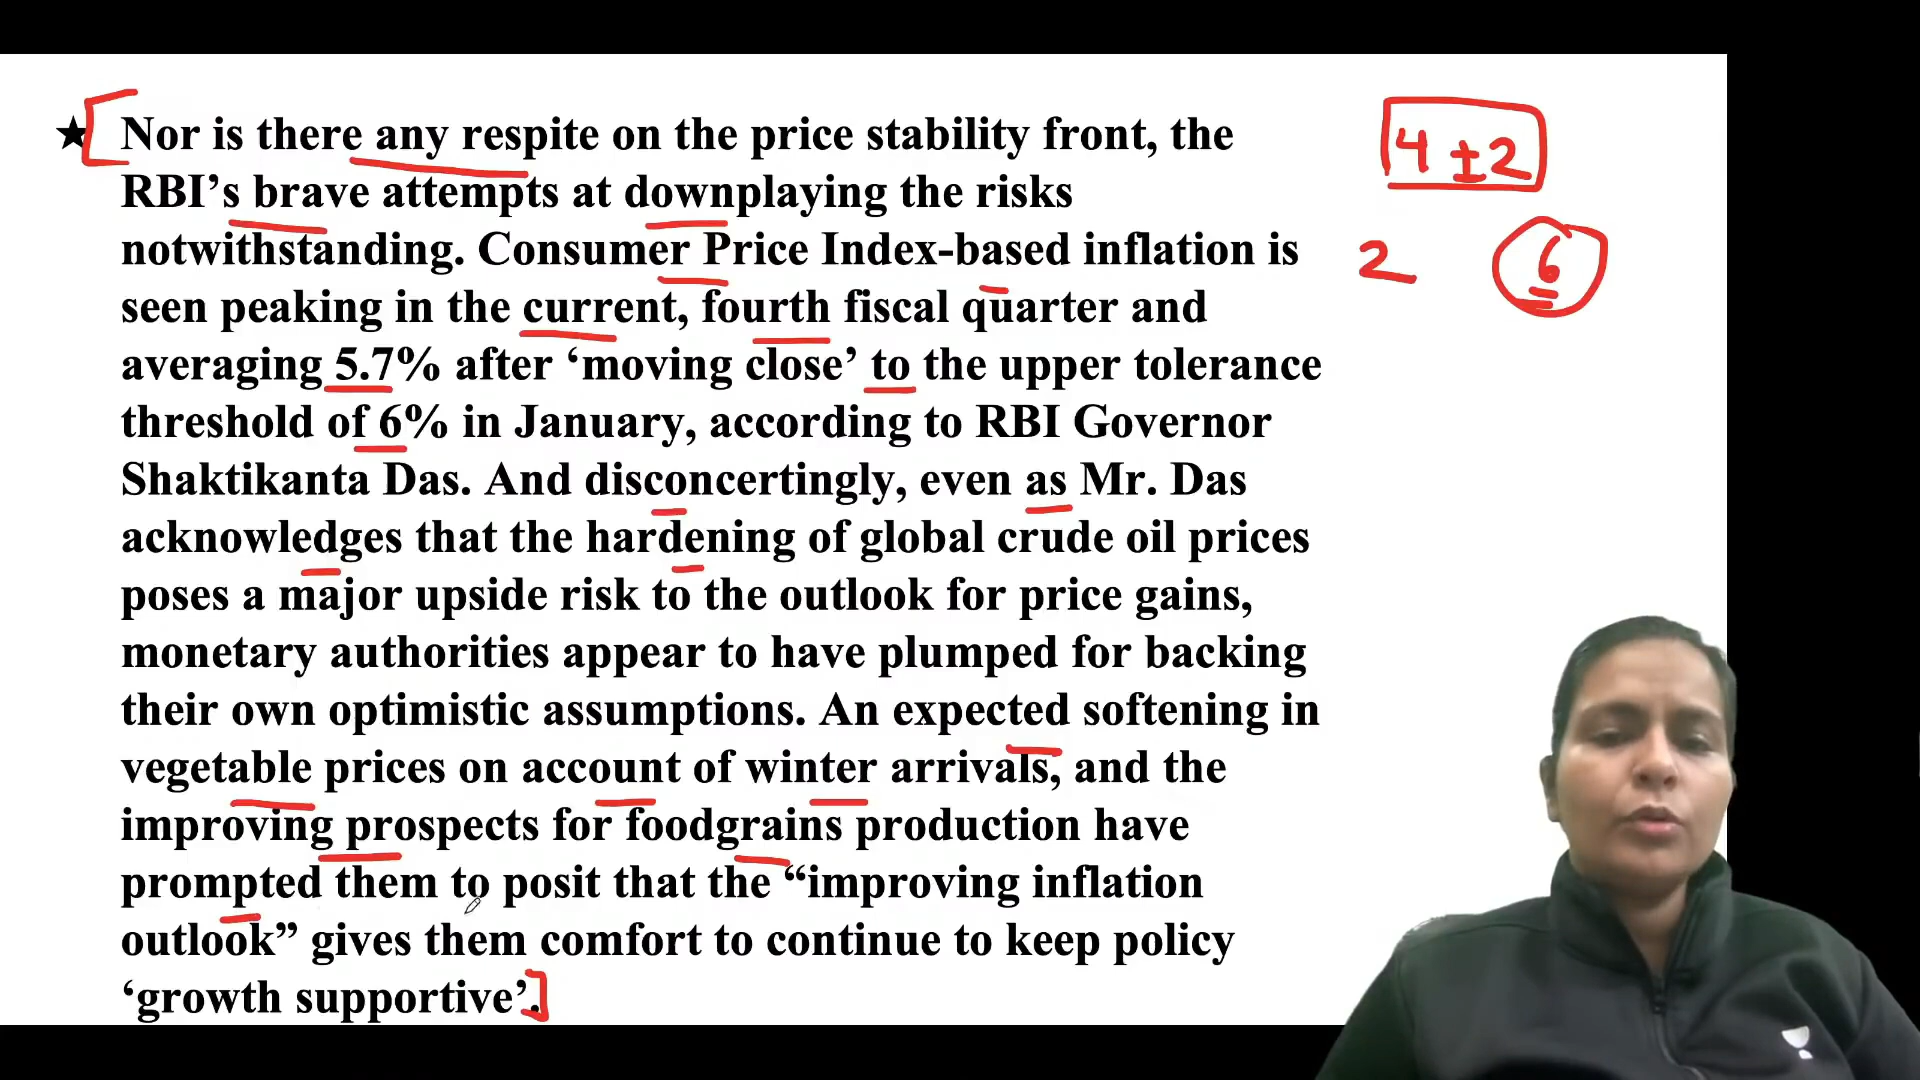 Nor is there any respite on the price stability front, the
RBI’s brave attempts at downplaying the risks
notwithstanding. Consumer Price Index-based inflation is
seen peaking in the current, fourth fiscal quarter and
averaging 5.7% after ‘moving close’ to the upper tolerance
threshold of 6% in January, according to RBI Governor
Shaktikanta Das. And disconcertingly, even as Mr. Das
acknowledges that the hardening of global crude oil prices
poses a major upside risk to the outlook for price gains,
monetary authorities appear to have plumped for backing
their own optimistic assumptions. An expected softening in
vegetable prices on account of winter arrivals, and the
improving prospects for foodgrains production have
prompted them to posit that the “improving inflation
outlook” gives them comfort to continue to keep policy
‘growth supportive’.
4 ±2
2 6